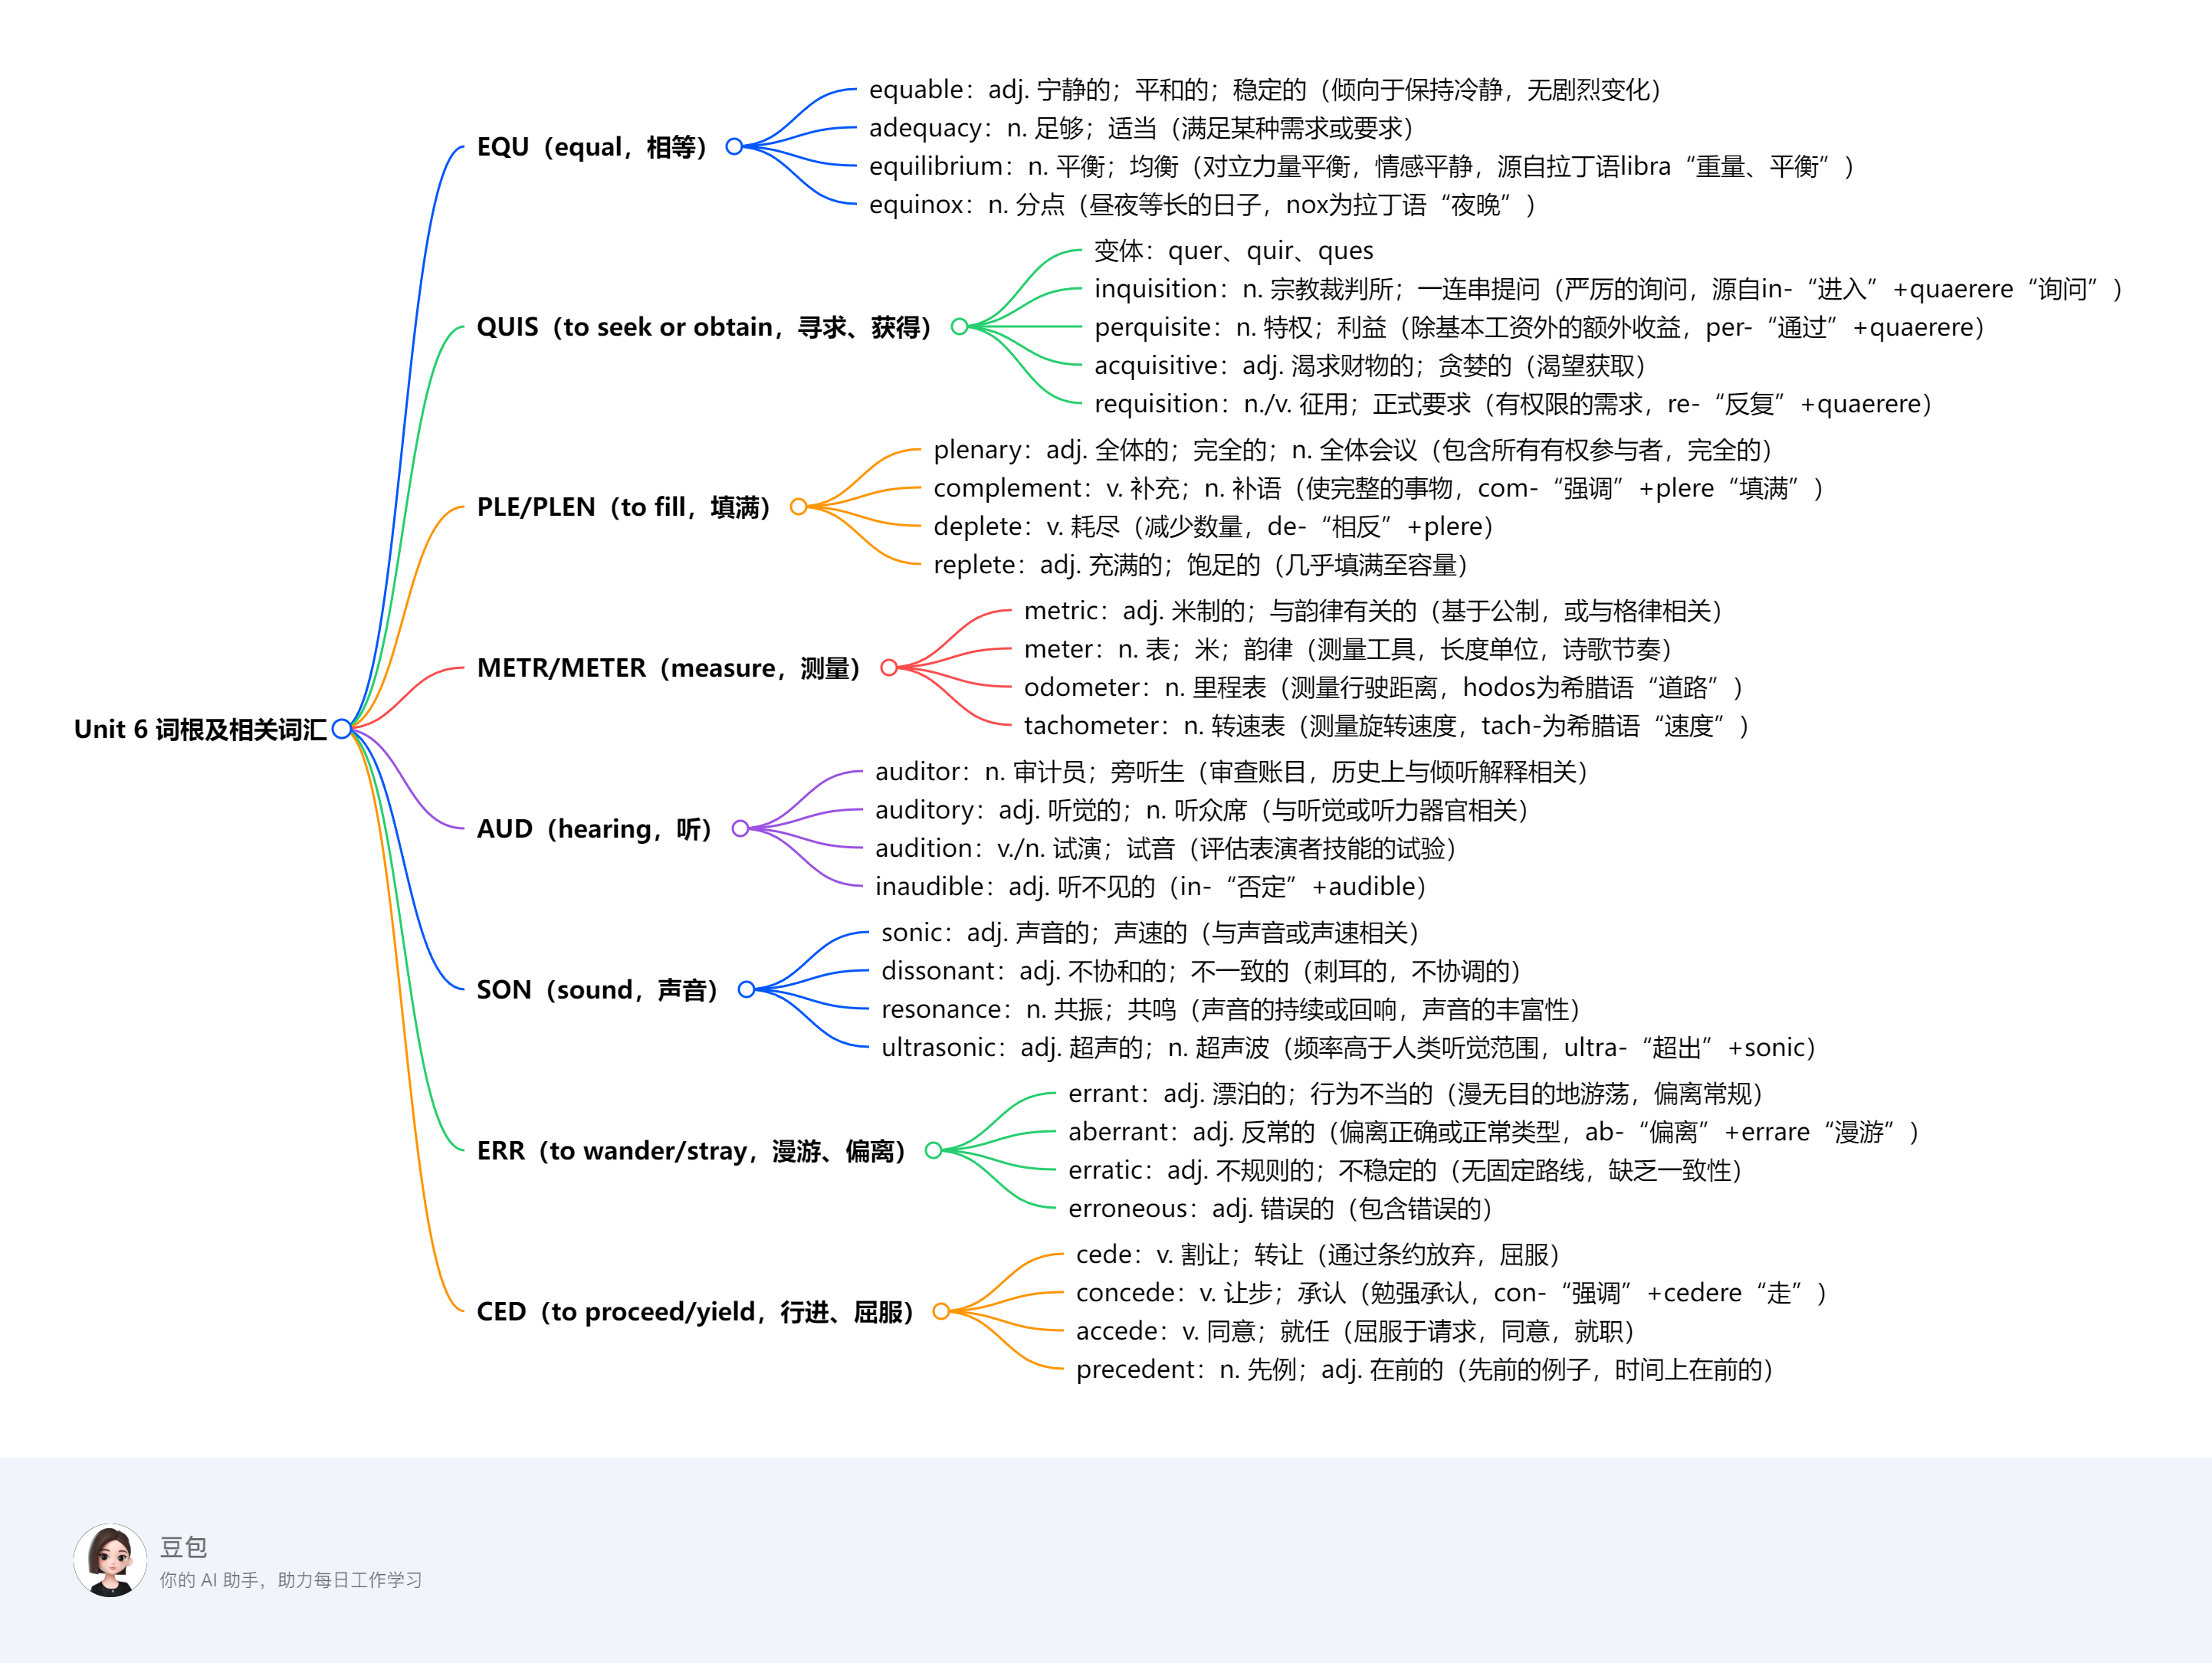 Unit 6 词根及相关词汇
EQU（equal，相等）
equable：adj. 宁静的；平和的；稳定的（倾向于保持冷静，无剧烈变化）
adequacy：n. 足够；适当（满足某种需求或要求）
equilibrium：n. 平衡；均衡（对立力量平衡，情感平静，源自拉丁语libra“重量、平衡”）
equinox：n. 分点（昼夜等长的日子，nox为拉丁语“夜晚”）
QUIS（to seek or obtain，寻求、获得）
变体：quer、quir、ques
inquisition：n. 宗教裁判所；一连串提问（严厉的询问，源自in-“进入”+quaerere“询问”）
perquisite：n. 特权；利益（除基本工资外的额外收益，per-“通过”+quaerere）
acquisitive：adj. 渴求财物的；贪婪的（渴望获取）
requisition：n./v. 征用；正式要求（有权限的需求，re-“反复”+quaerere）
PLE/PLEN（to fill，填满）
plenary：adj. 全体的；完全的；n. 全体会议（包含所有有权参与者，完全的）
complement：v. 补充；n. 补语（使完整的事物，com-“强调”+plere“填满”）
deplete：v. 耗尽（减少数量，de-“相反”+plere）
replete：adj. 充满的；饱足的（几乎填满至容量）
METR/METER（measure，测量）
metric：adj. 米制的；与韵律有关的（基于公制，或与格律相关）
meter：n. 表；米；韵律（测量工具，长度单位，诗歌节奏）
odometer：n. 里程表（测量行驶距离，hodos为希腊语“道路”）
tachometer：n. 转速表（测量旋转速度，tach-为希腊语“速度”）
AUD（hearing，听）
auditor：n. 审计员；旁听生（审查账目，历史上与倾听解释相关）
auditory：adj. 听觉的；n. 听众席（与听觉或听力器官相关）
audition：v./n. 试演；试音（评估表演者技能的试验）
inaudible：adj. 听不见的（in-“否定”+audible）
SON（sound，声音）
sonic：adj. 声音的；声速的（与声音或声速相关）
dissonant：adj. 不协和的；不一致的（刺耳的，不协调的）
resonance：n. 共振；共鸣（声音的持续或回响，声音的丰富性）
ultrasonic：adj. 超声的；n. 超声波（频率高于人类听觉范围，ultra-“超出”+sonic）
ERR（to wander/stray，漫游、偏离）
errant：adj. 漂泊的；行为不当的（漫无目的地游荡，偏离常规）
aberrant：adj. 反常的（偏离正确或正常类型，ab-“偏离”+errare“漫游”）
erratic：adj. 不规则的；不稳定的（无固定路线，缺乏一致性）
erroneous：adj. 错误的（包含错误的）
CED（to proceed/yield，行进、屈服）
cede：v. 割让；转让（通过条约放弃，屈服）
concede：v. 让步；承认（勉强承认，con-“强调”+cedere“走”）
accede：v. 同意；就任（屈服于请求，同意，就职）
precedent：n. 先例；adj. 在前的（先前的例子，时间上在前的）
豆包
你的 AI 助手，助力每日工作学习